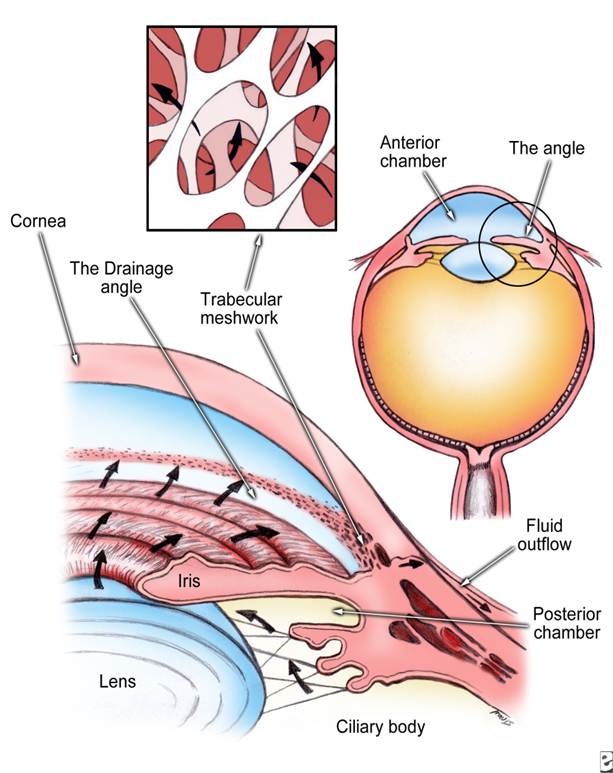 Anterior
chamber
The angle
Cornea
The Drainage
angle
Trabecular
meshwork
Fluid
outflow
Iris
Posterior
chamber
Lens
Ciliary body